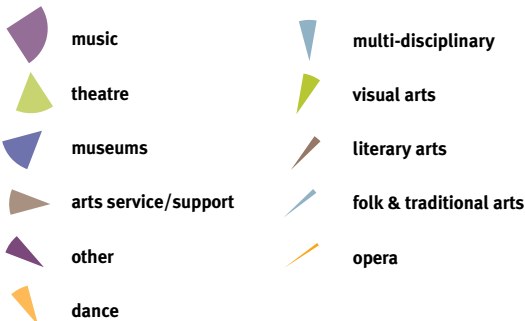 music
theatre
museums
arts service/support
other
dance
multi-disciplinary
visual arts
literary arts
folk & traditional arts
opera